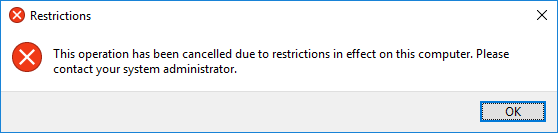 Restrictions
This operation has been cancelled due to restrictions in effect on this computer. Please
contact your system administrator.
OK